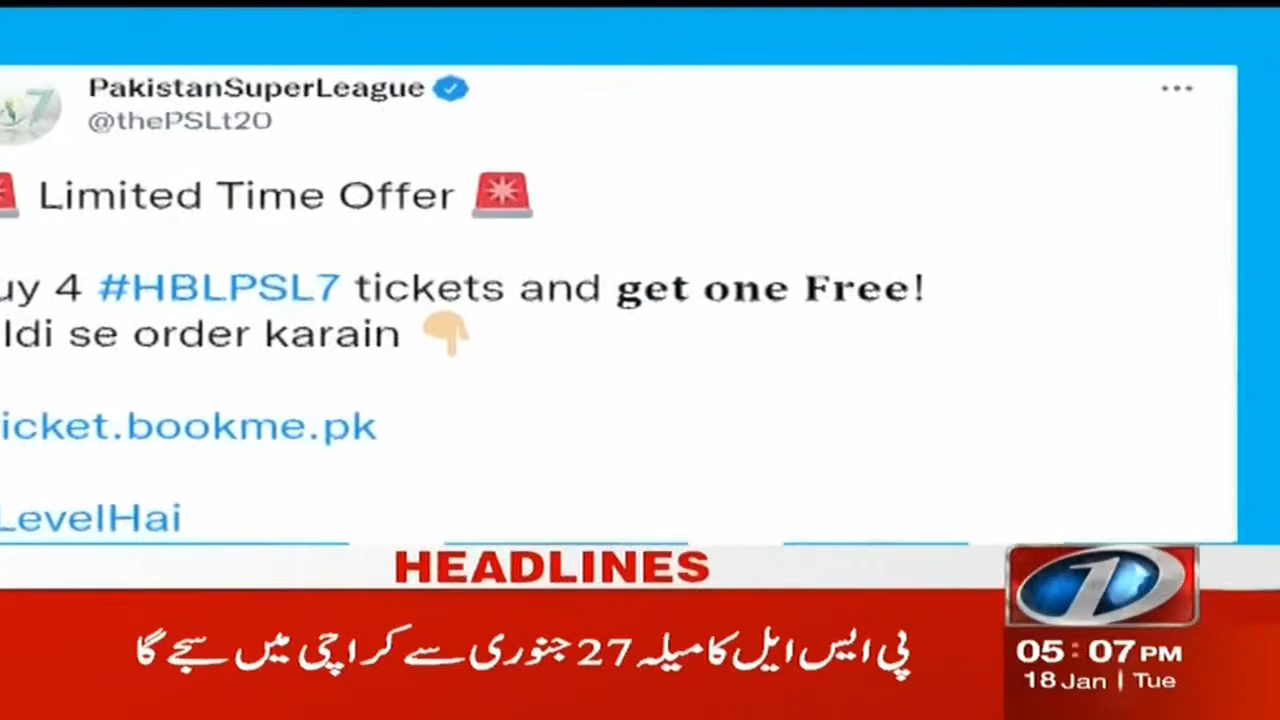 PakistanSuperLeague
@thePSLt20
Limited Time Offer
uy 4 #HBLPSL7 tickets and get one Free!
ldi se order karain
icket.bookme.pk
LevelHai
HEADLINES
پی ایس ایل کا میلہ 27 جنوری سے کراچی میں سجے گا
1
05:07 PM
18 Jan | Tue